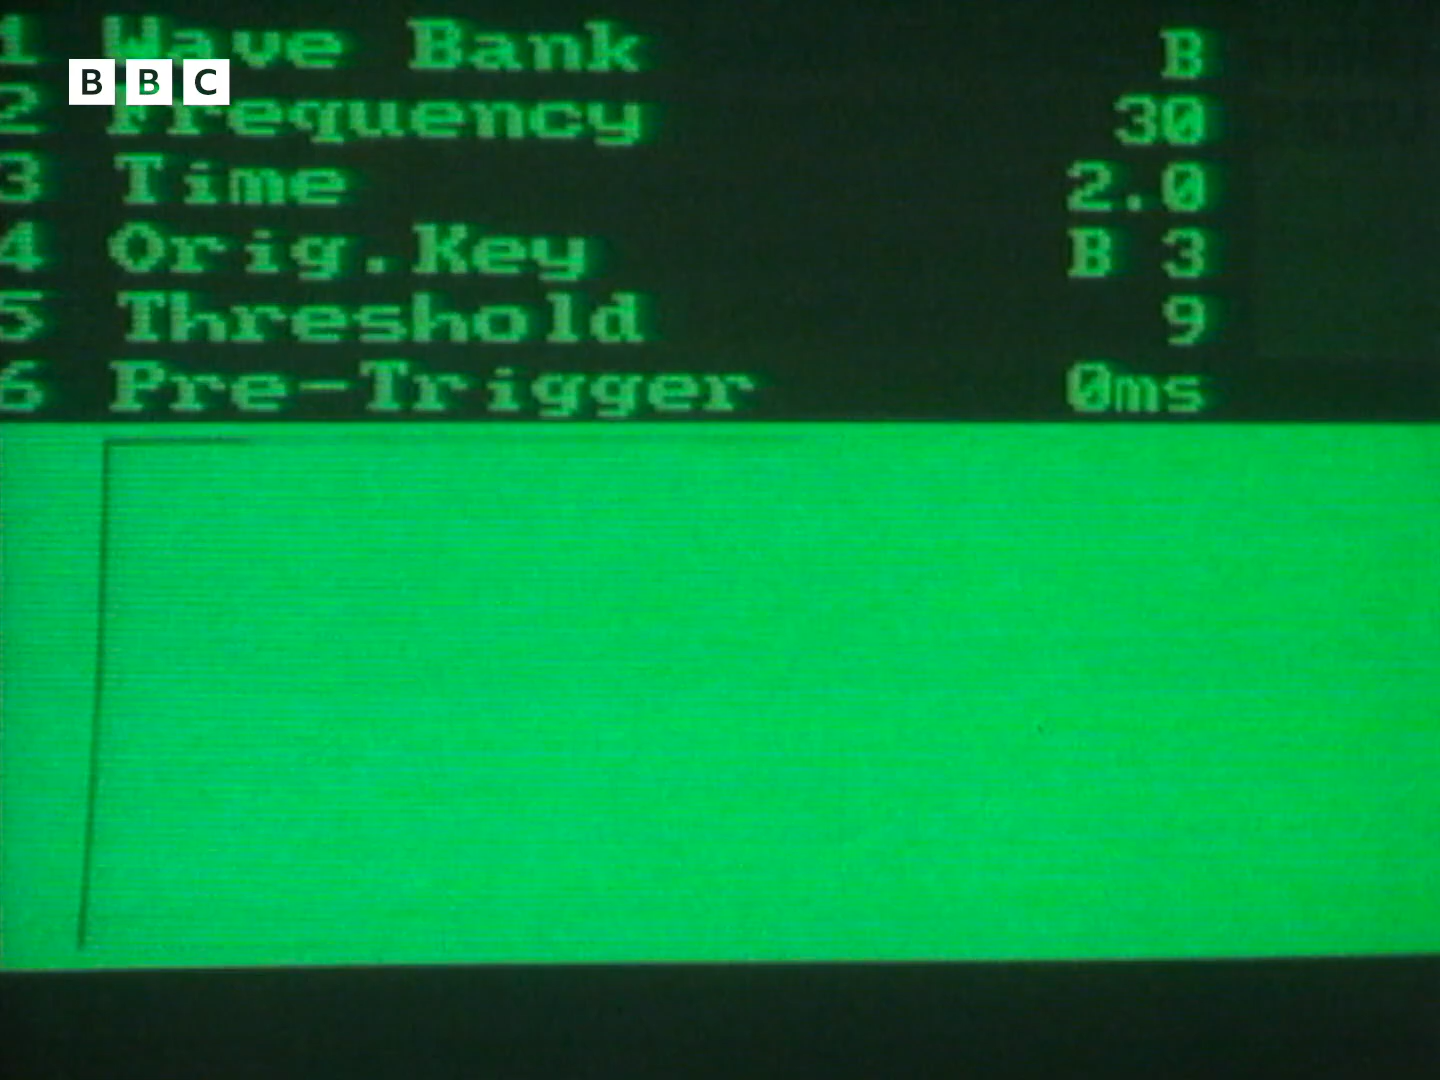 1 Wave Bank B
BBC
2 Frequency 30
3 Time 2.0
4 Orig.Key B 3
5 Threshold 9
6 Pre-Trigger 0ms